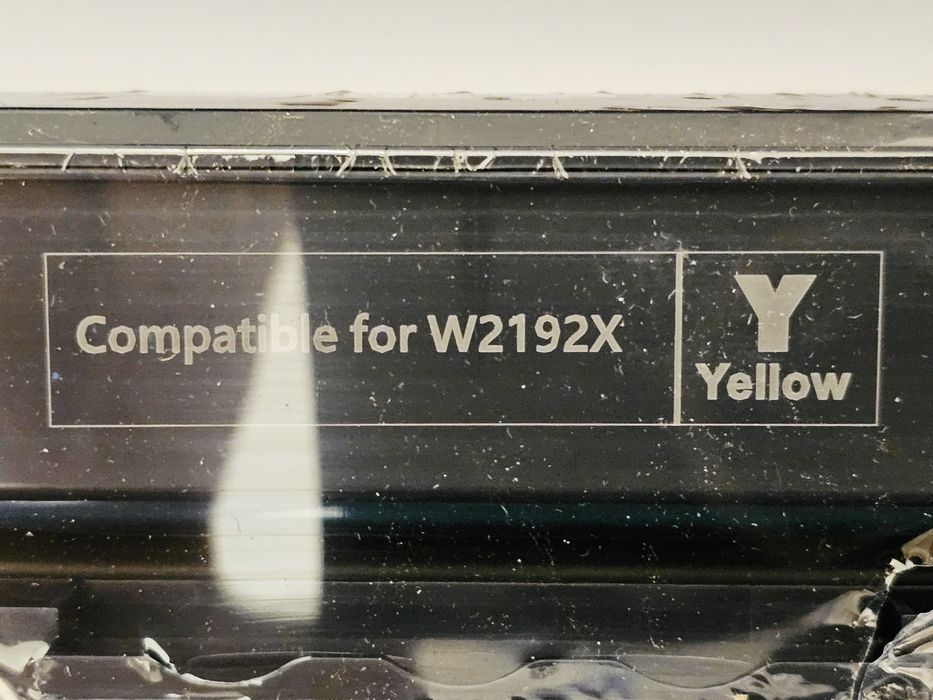 Compatible for W2192X
Y
Yellow